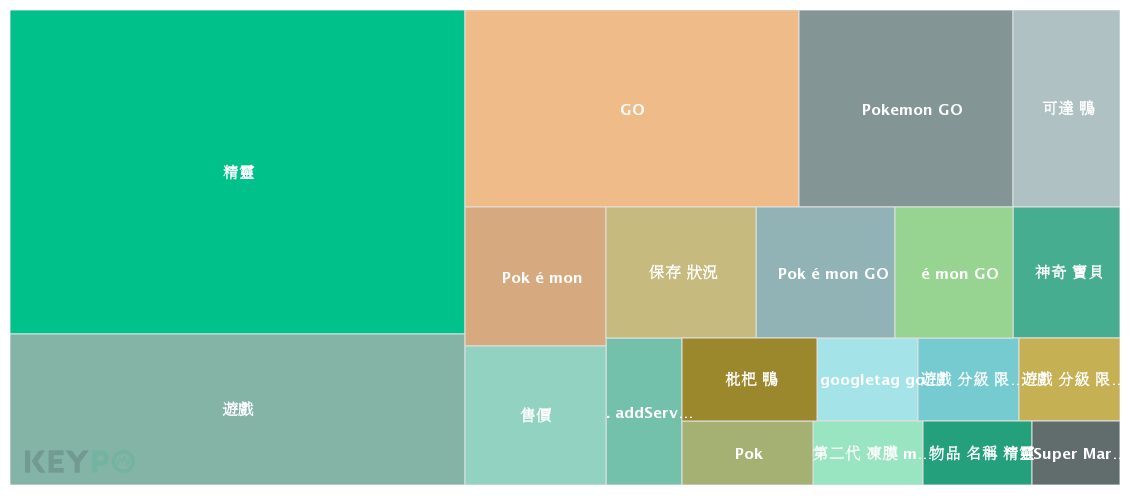 精靈
GO
Pokemon GO
可達 鴨
Pok é mon
保存 狀況
Pok é mon GO
é mon GO
神奇 寶貝
遊戲
售價
. addServ…
枇杷 鴨
googletag go
遊戲 分級 限…
遊戲 分級 限…
Pok
第二代 凍膜 m…
物品 名稱 精靈
Super Mar…
KEYPO